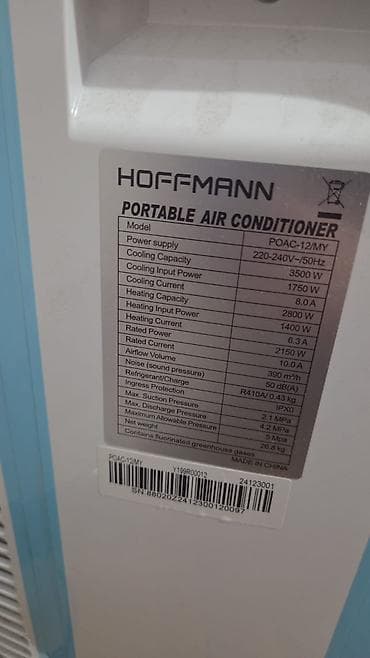 HOFFMANN
PORTABLE AIR CONDITIONER
Model POAC-12/MY
Power supply 220-240V~/50Hz
Cooling Capacity 3500 W
Cooling Input Power 1750 W
Cooling Current 8.0 A
Heating Capacity 2800 W
Heating Input Power 1400 W
Heating Current 6.3 A
Rated Power 2150 W
Rated Current 10.0 A
Airflow Volume 390 m³/h
Noise (sound pressure) 50 dB(A)
Refrigerant/Charge R410A/ 0.43 kg
Ingress Protection IPX0
Max. Suction Pressure 2.1 MPa
Max. Discharge Pressure 4.2 MPa
Maximum Allowable Pressure 5 Mpa
Net weight 26.8 kg
Contains fluorinated greenhouse gases
MADE IN CHINA
POAC-12/MY Y199R00012 24123001
SN 8802022412300120097